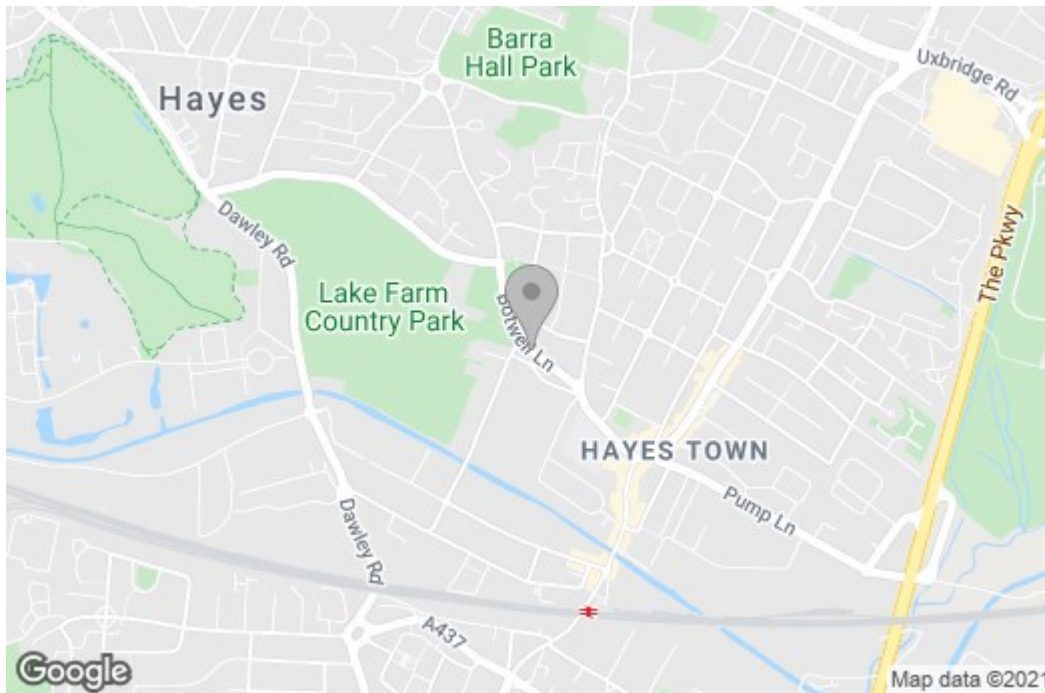 Barra
Hall Park
Uxbridge Rd
Hayes
Dawley Rd
The Pkwy
Lake Farm
Country Park
Botwell Ln
HAYES TOWN
Pump Ln
Dawley Rd
A437
Google
Map data ©2021